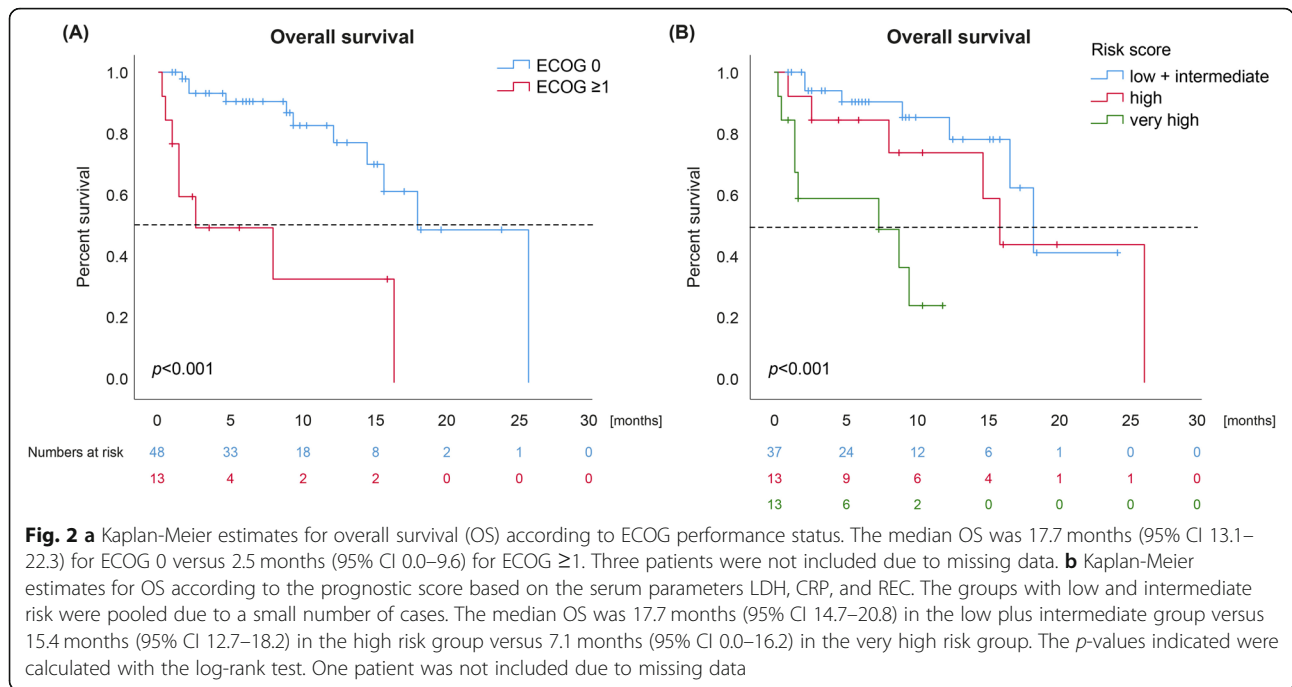 (A)
Overall survival
ECOG 0
ECOG ≥1
Percent survival
1.0
0.8
0.6
0.4
0.2
0.0
p<0.001
0 5 10 15 20 25 30 [months]
Numbers at risk 48 33 18 8 2 1 0
13 4 2 2 0 0 0
(B)
Overall survival
Risk score
low + intermediate
high
very high
Percent survival
1.0
0.8
0.6
0.4
0.2
0.0
p<0.001
0 5 10 15 20 25 30 [months]
37 24 12 6 1 0 0
13 9 6 4 1 1 0
13 6 2 0 0 0 0
Fig. 2 a Kaplan-Meier estimates for overall survival (OS) according to ECOG performance status. The median OS was 17.7 months (95% CI 13.1–
22.3) for ECOG 0 versus 2.5 months (95% CI 0.0–9.6) for ECOG ≥1. Three patients were not included due to missing data. b Kaplan-Meier
estimates for OS according to the prognostic score based on the serum parameters LDH, CRP, and REC. The groups with low and intermediate
risk were pooled due to a small number of cases. The median OS was 17.7 months (95% CI 14.7–20.8) in the low plus intermediate group versus
15.4 months (95% CI 12.7–18.2) in the high risk group versus 7.1 months (95% CI 0.0–16.2) in the very high risk group. The p-values indicated were
calculated with the log-rank test. One patient was not included due to missing data